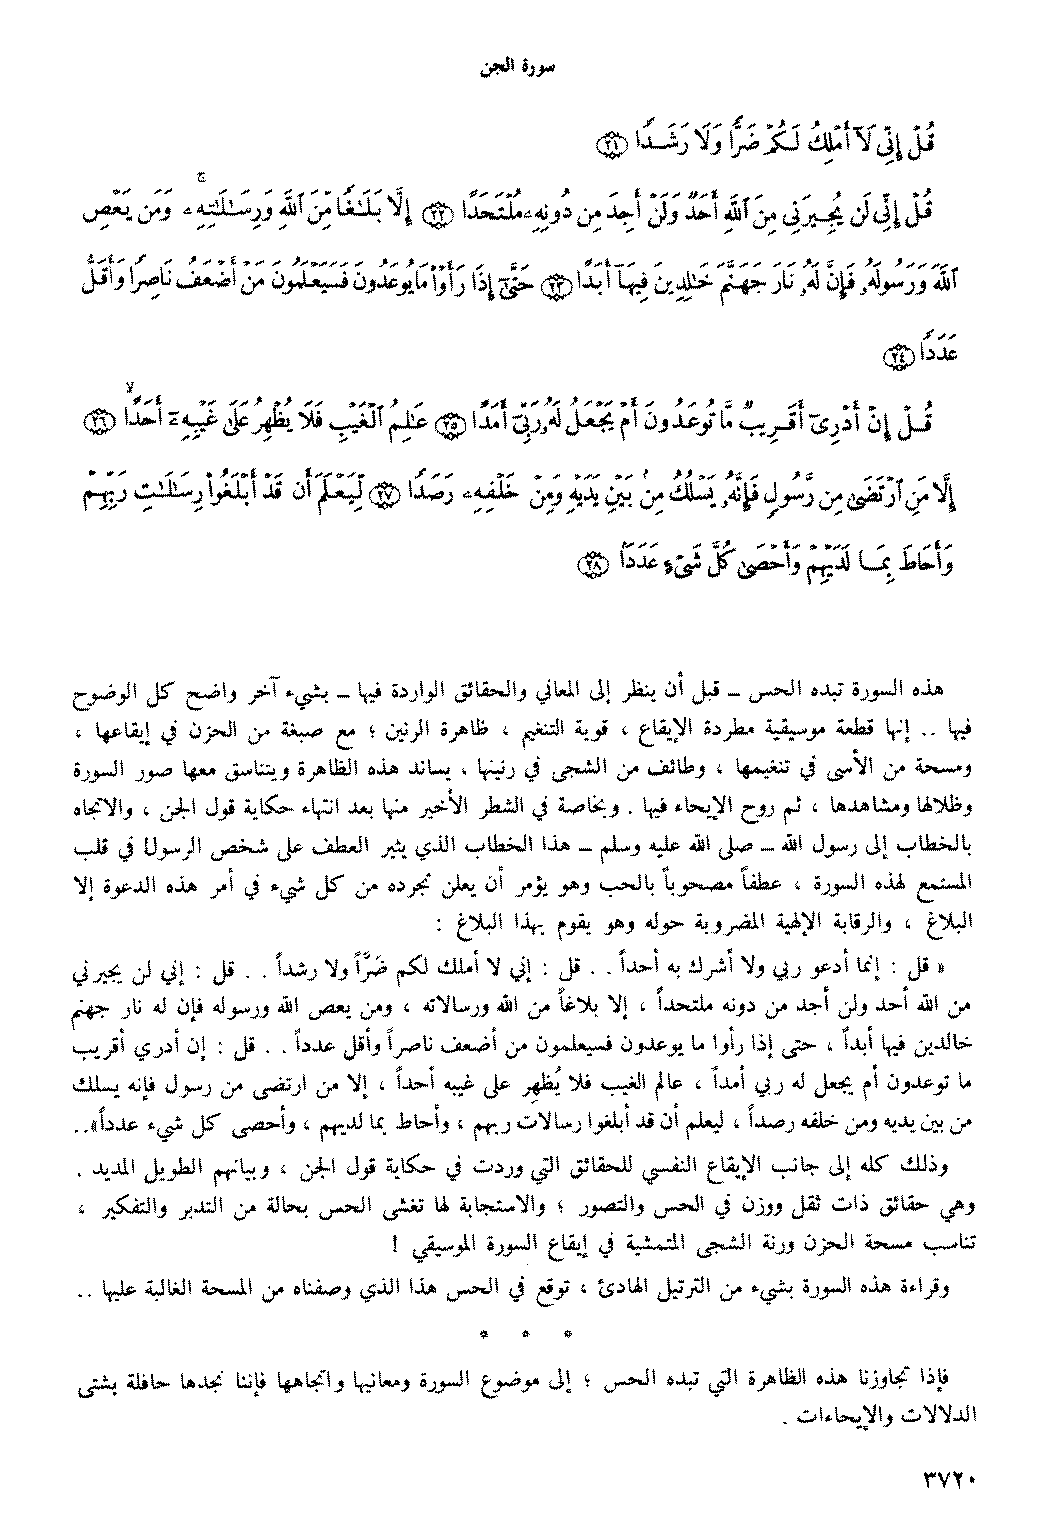 سورة الجن
قُلْ إِنِّي لَآ أَمْلِكُ لَكُمْ ضَرًّا وَلَا رَشَدًا ٢١
قُلْ إِنِّي لَن يُجِيرَنِي مِنَ ٱللَّهِ أَحَدٌ وَلَنْ أَجِدَ مِن دُونِهِۦ مُلْتَحَدًا ٢٢ إِلَّا بَلَٰغًا مِّنَ ٱللَّهِ وَرِسَٰلَٰتِهِۦ ۚ وَمَن يَعْصِ
ٱللَّهَ وَرَسُولَهُۥ فَإِنَّ لَهُۥ نَارَ جَهَنَّمَ خَٰلِدِينَ فِيهَآ أَبَدًا ٢٣ حَتَّىٰٓ إِذَا رَأَوْا۟ مَا يُوعَدُونَ فَسَيَعْلَمُونَ مَنْ أَضْعَفُ نَاصِرًا وَأَقَلُّ
عَدَدًا ٢٤
قُلْ إِنْ أَدْرِىٓ أَقَرِيبٌ مَّا تُوعَدُونَ أَمْ يَجْعَلُ لَهُۥ رَبِّىٓ أَمَدًا ٢٥ عَٰلِمُ ٱلْغَيْبِ فَلَا يُظْهِرُ عَلَىٰ غَيْبِهِۦٓ أَحَدًا ۙ ٢٦
إِلَّا مَنِ ٱرْتَضَىٰ مِن رَّسُولٍ فَإِنَّهُۥ يَسْلُكُ مِنۢ بَيْنِ يَدَيْهِ وَمِنْ خَلْفِهِۦ رَصَدًا ٢٧ لِّيَعْلَمَ أَن قَدْ أَبْلَغُوا۟ رِسَٰلَٰتِ رَبِّهِمْ
وَأَحَاطَ بِمَا لَدَيْهِمْ وَأَحْصَىٰ كُلَّ شَىْءٍ عَدَدًۢا ٢٨
هذه السورة تبده الحس – قبل أن ينظر إلى المعاني والحقائق الواردة فيها – بشيء آخر واضح كل الوضوح
فيها .. إنها قطعة موسيقية مطردة الإيقاع ، قوية التنغيم ، ظاهرة الرنين ؛ مع صبغة من الحزن في إيقاعها ،
ومسحة من الأسى في تنغيمها ، وطائف من الشجى في رنينها ، يساند هذه الظاهرة ويتناسق معها صور السورة
وظلالها ومشاهدها ، ثم روح الإيحاء فيها . وبخاصة في الشطر الأخير منها بعد انتهاء حكاية قول الجن ، والاتجاه
بالخطاب إلى رسول الله – صلى الله عليه وسلم – هذا الخطاب الذي يثير العطف على شخص الرسول في قلب
المستمع لهذه السورة ، عطفاً مصحوباً بالحب وهو يؤمر أن يعلن تجرده من كل شيء في أمر هذه الدعوة إلا
البلاغ ، والرقابة الإلهية المضروبة حوله وهو يقوم بهذا البلاغ :
« قل : إنما أدعو ربي ولا أشرك به أحداً . . قل : إني لا أملك لكم ضَرَّاً ولا رشداً . . قل : إني لن يجيرني
من الله أحد ولن أجد من دونه ملتحداً ، إلا بلاغاً من الله ورسالاته ، ومن يعص الله ورسوله فإن له نار جهنم
خالدين فيها أبداً ، حتى إذا رأوا ما يوعدون فسيعلمون من أضعف ناصراً وأقل عدداً . . قل : إن أدري أقريب
ما توعدون أم يجعل له ربي أمداً ، عالم الغيب فلا يُظهِر على غيبه أحداً ، إلا من ارتضى من رسول فإنه يسلك
من بين يديه ومن خلفه رصداً ، ليعلم أن قد أبلغوا رسالات ربهم ، وأحاط بما لديهم ، وأحصى كل شيء عدداً»..
وذلك كله إلى جانب الإيقاع النفسي للحقائق التي وردت في حكاية قول الجن ، وبيانهم الطويل المديد .
وهي حقائق ذات ثقل ووزن في الحس والتصور ؛ والاستجابة لها تغشى الحس بحالة من التدبر والتفكير ،
تناسب مسحة الحزن ورنة الشجى المتمشية في إيقاع السورة الموسيقي !
وقراءة هذه السورة بشيء من الترتيل الهادئ ، توقع في الحس هذا الذي وصفناه من المسحة الغالبة عليها ..
* * *
فإذا تجاوزنا هذه الظاهرة التي تبده الحس ؛ إلى موضوع السورة ومعانيها واتجاهها فإننا نجدها حافلة بشتى
الدلالات والإيحاءات .
٣٧٢٠